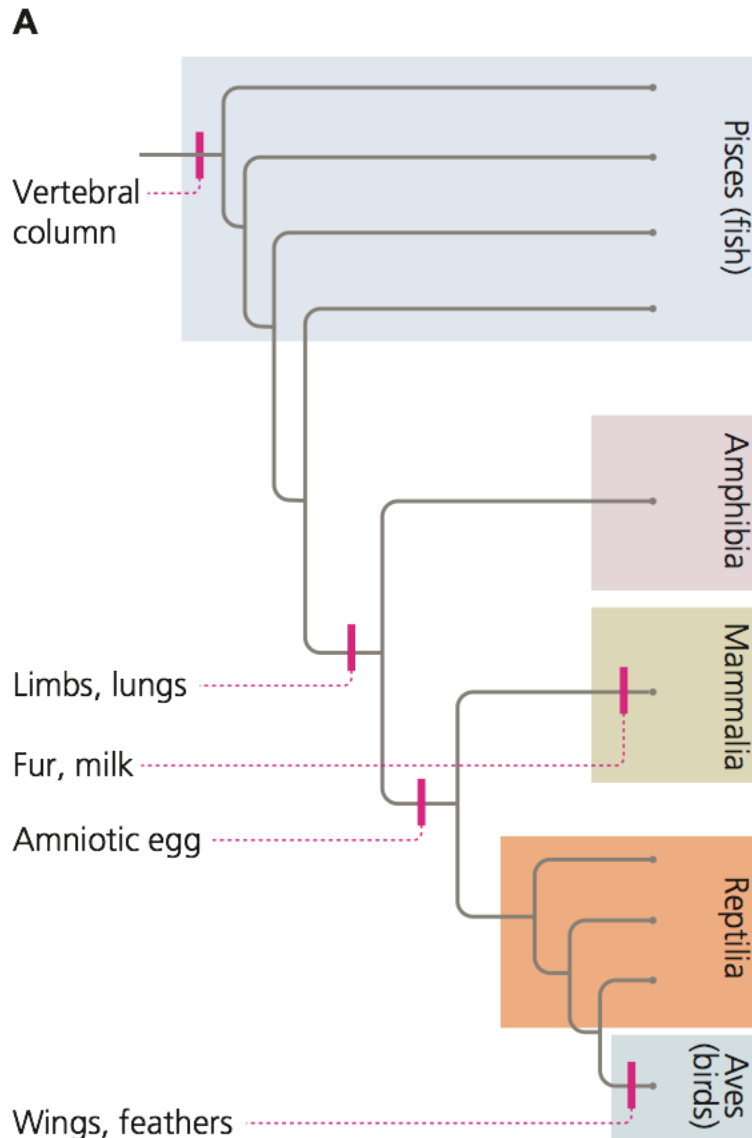 A
Pisces (fish)
Vertebral
column
Amphibia
Mammalia
Limbs, lungs
Fur, milk
Amniotic egg
Reptilia
Aves
(birds)
Wings, feathers